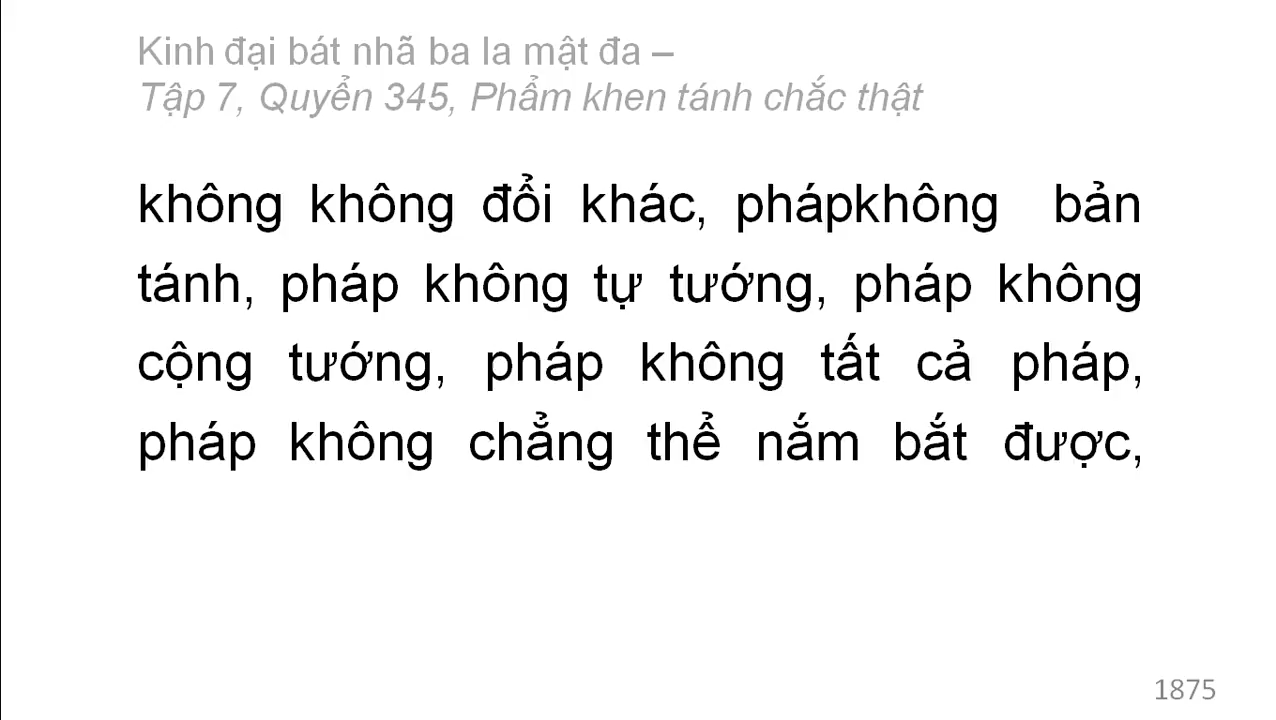 Kinh đại bát nhã ba la mật đa –
Tập 7, Quyển 345, Phẩm khen tánh chắc thật
không không đổi khác, phápkhông bản
tánh, pháp không tự tướng, pháp không
cộng tướng, pháp không tất cả pháp,
pháp không chẳng thể nắm bắt được,
1875